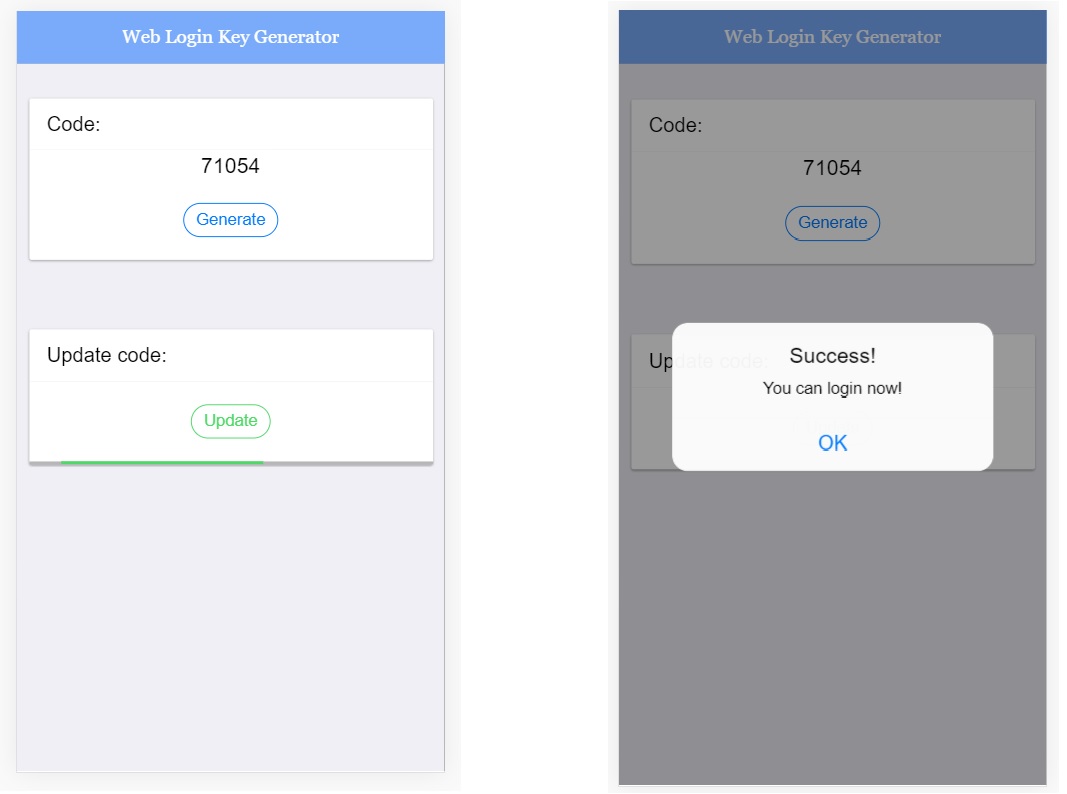 Web Login Key Generator
Code:
71054
Generate
Update code:
Update
Web Login Key Generator
Code:
71054
Generate
Update code:
Success!
You can login now!
OK